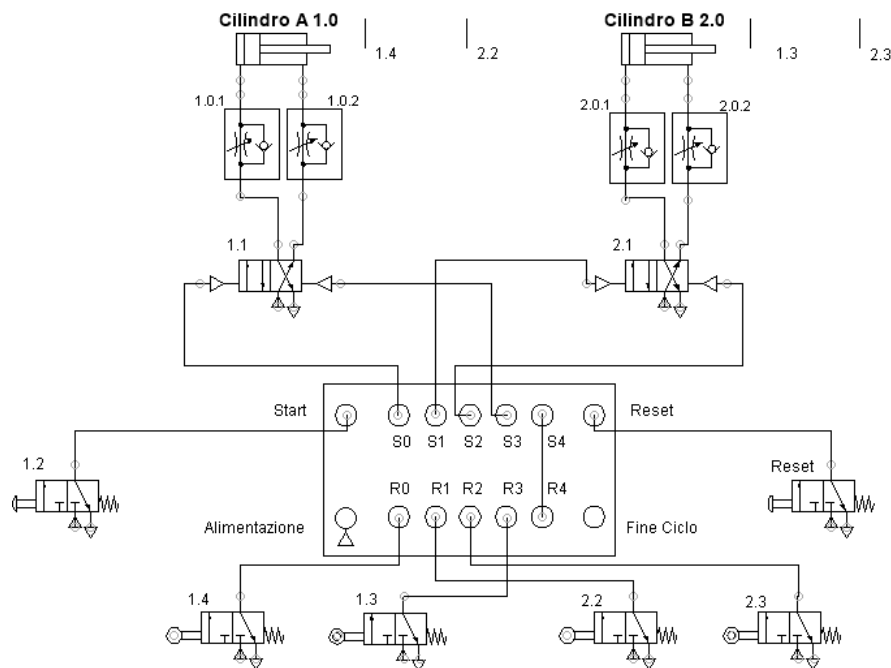 Cilindro A 1.0
Cilindro B 2.0
1.4
2.2
1.3
2.3
1.0.1
1.0.2
2.0.1
2.0.2
1.1
2.1
Start
Reset
S0 S1 S2 S3 S4
1.2
Reset
R0 R1 R2 R3 R4
Alimentazione
Fine Ciclo
1.4
1.3
2.2
2.3